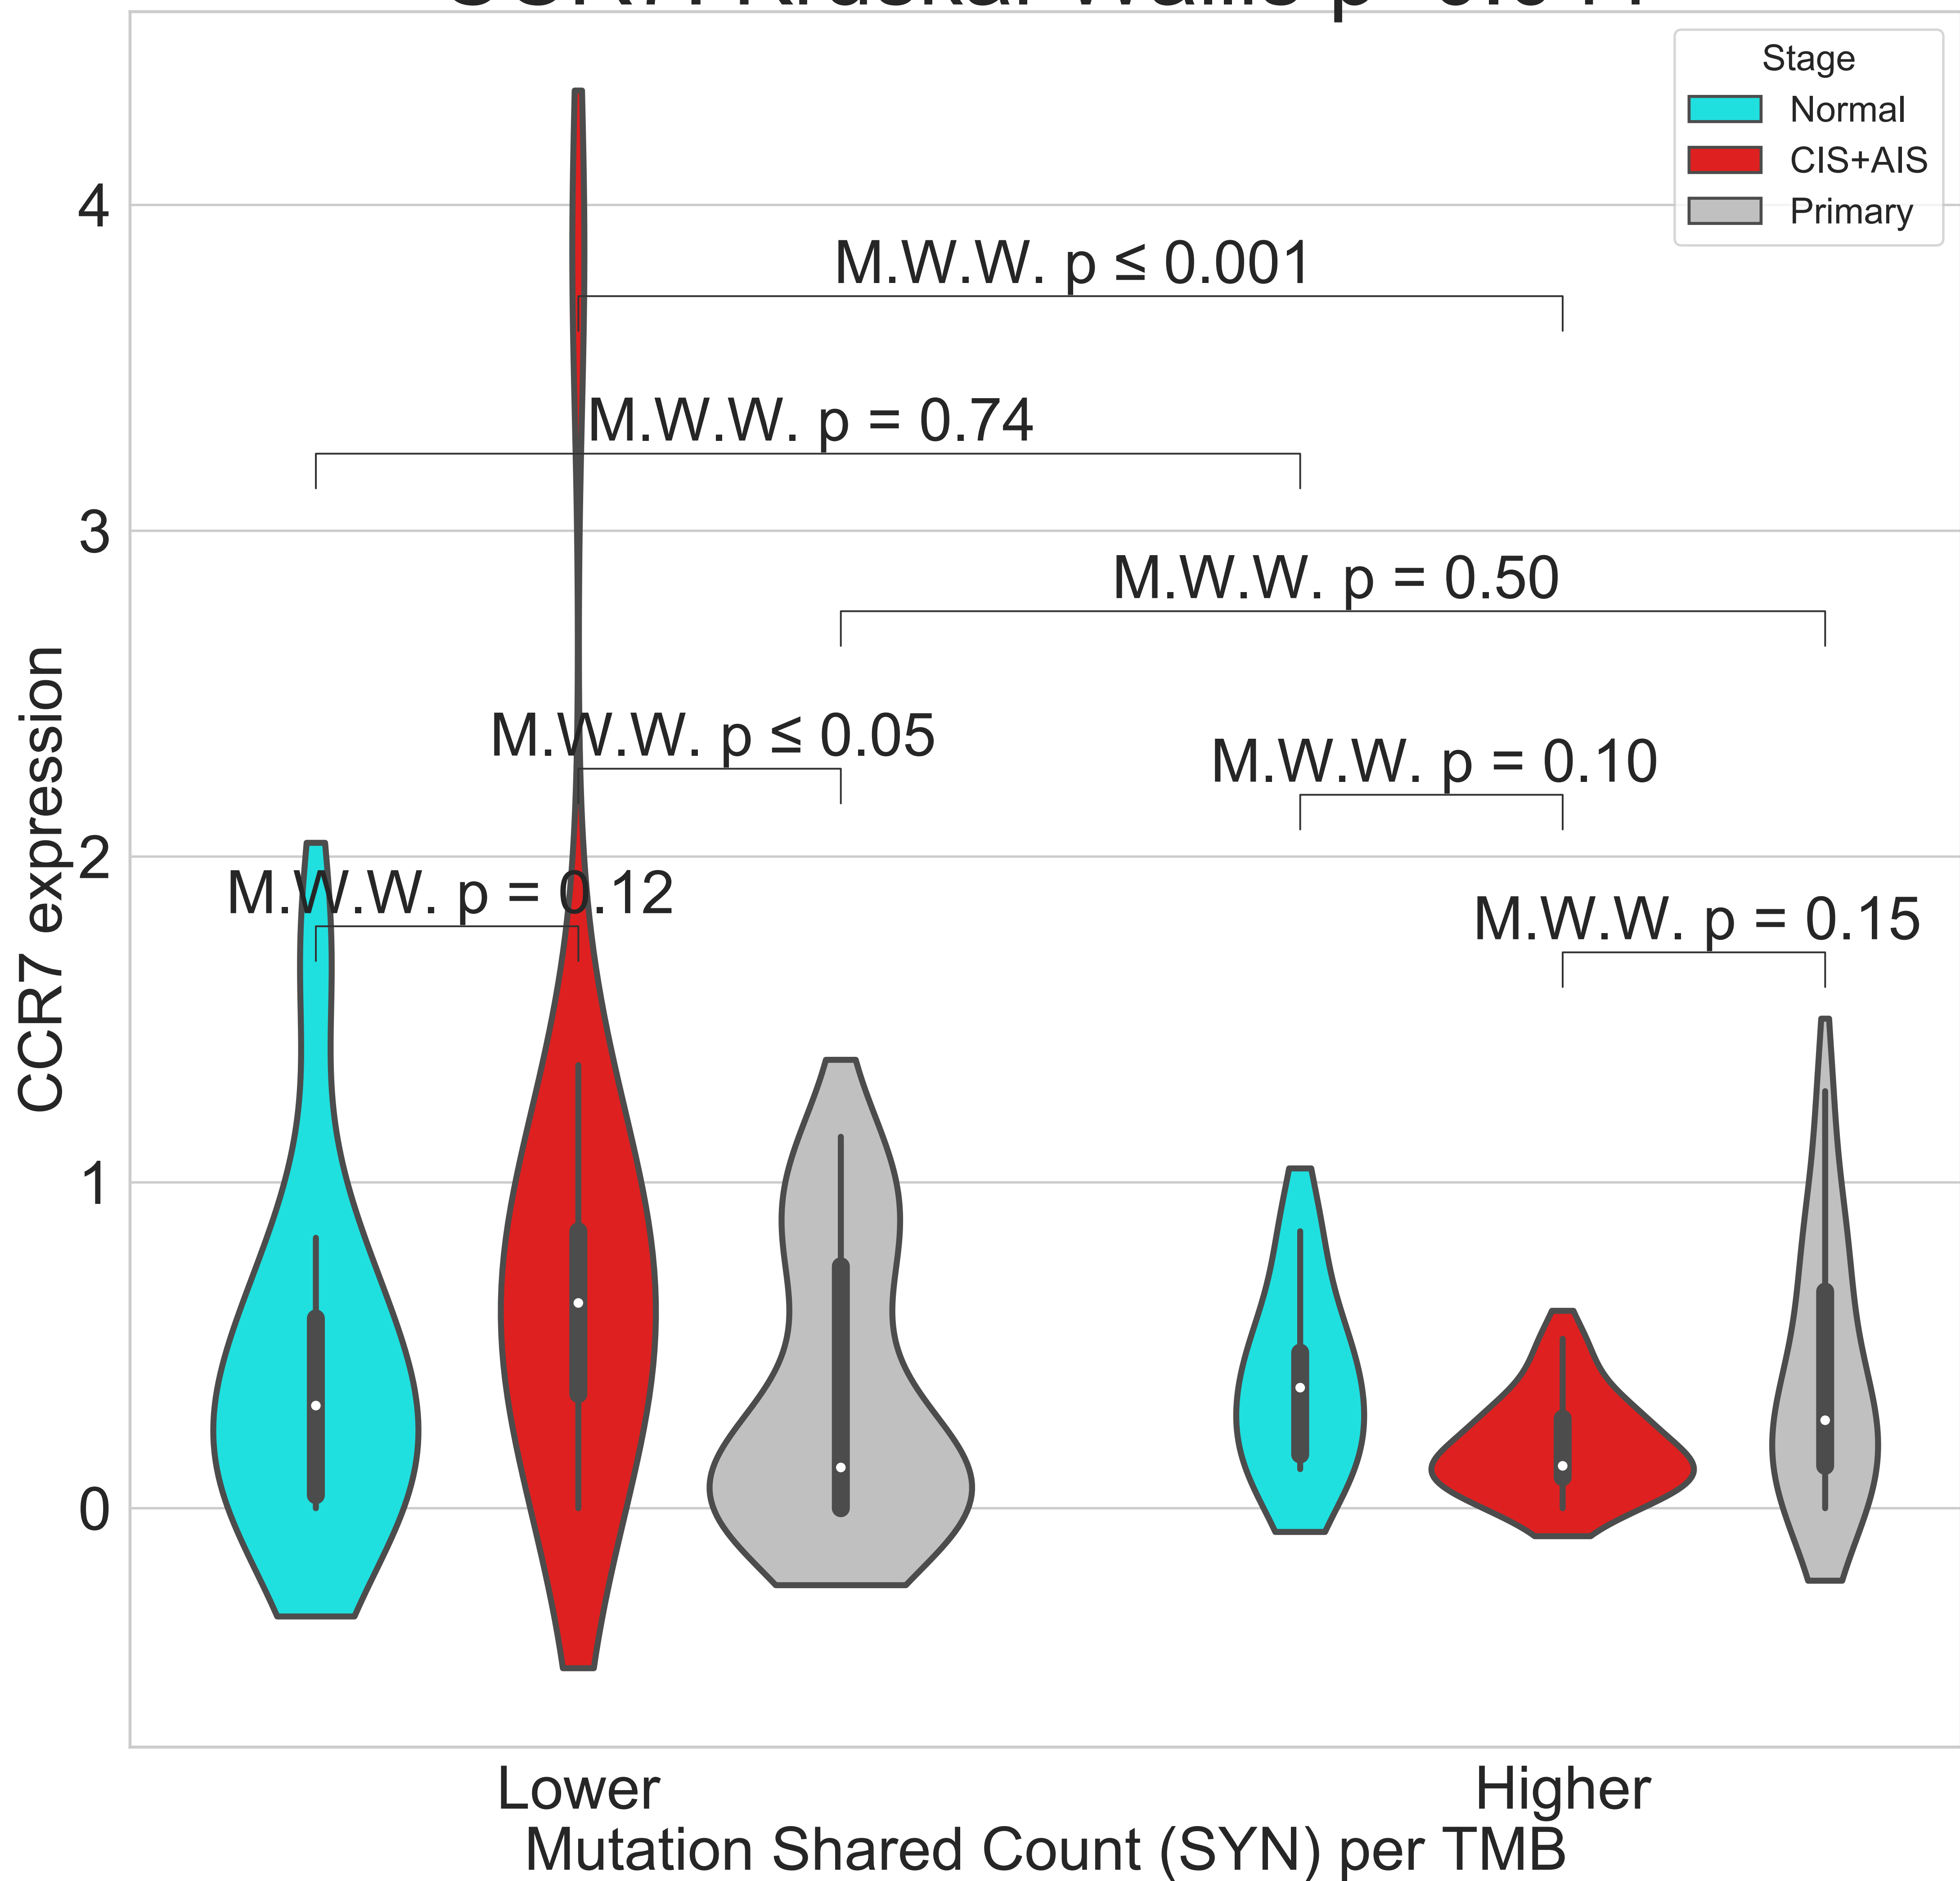 Stage
Normal
CIS+AIS
Primary
4
3
2
1
0
CCR7 expression
M.W.W. p ≤ 0.001
M.W.W. p = 0.74
M.W.W. p = 0.50
M.W.W. p ≤ 0.05
M.W.W. p = 0.10
M.W.W. p = 0.12
M.W.W. p = 0.15
Lower
Higher
Mutation Shared Count (SYN) per TMB